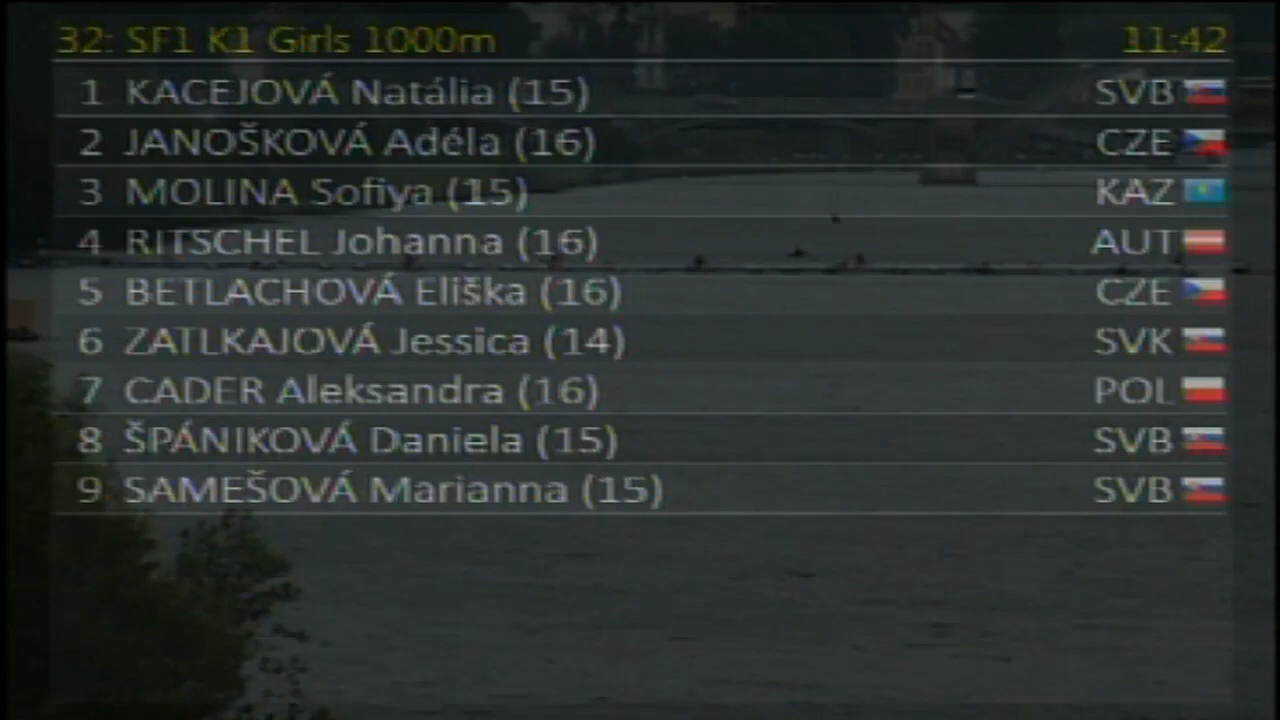 32: SF1 K1 Girls 1000m 11:42
1 KACEJOVÁ Natália (15) SVB
2 JANOŠKOVÁ Adéla (16) CZE
3 MOLINA Sofiya (15) KAZ
4 RITSCHEL Johanna (16) AUT
5 BETLACHOVÁ Eliška (16) CZE
6 ZATLKAJOVÁ Jessica (14) SVK
7 CADER Aleksandra (16) POL
8 ŠPÁNIKOVÁ Daniela (15) SVB
9 SAMEŠOVÁ Marianna (15) SVB